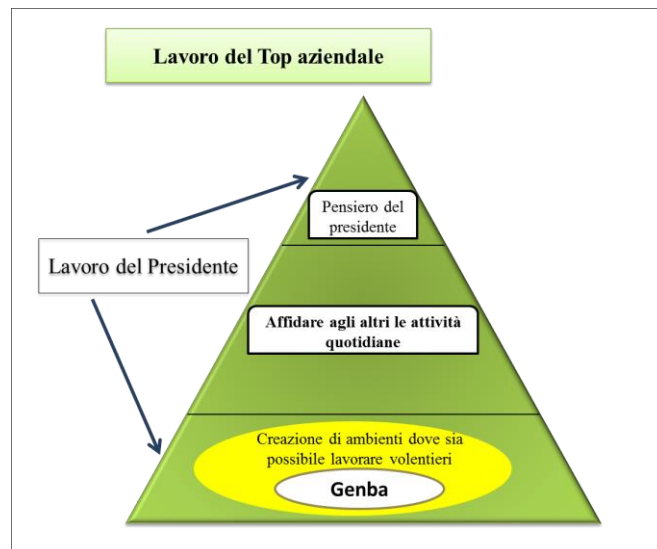 Lavoro del Top aziendale
Pensiero del
presidente
Lavoro del Presidente
Affidare agli altri le attività
quotidiane
Creazione di ambienti dove sia
possibile lavorare volentieri
Genba